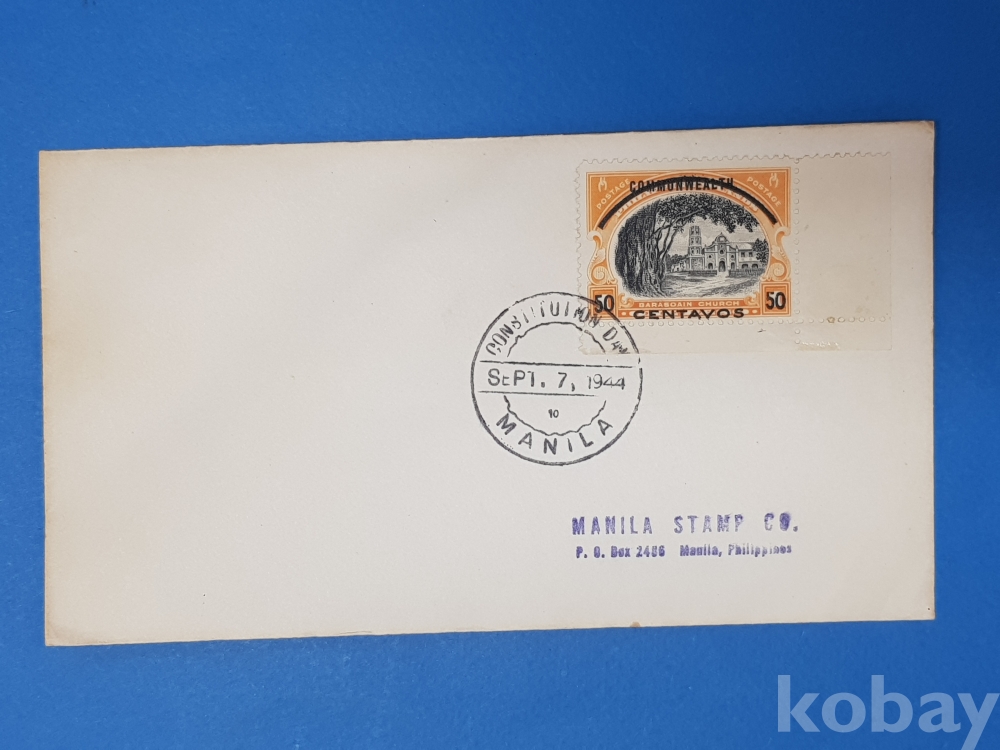 POSTAGE POSTAGE
COMMONWEALTH
50 50
BARASOAIN CHURCH
CENTAVOS
CONSTITUTION DAY
SEPT. 7, 1944
10
MANILA
MANILA STAMP CO.
P. O. Box 2466 Manila, Philippines
kobay